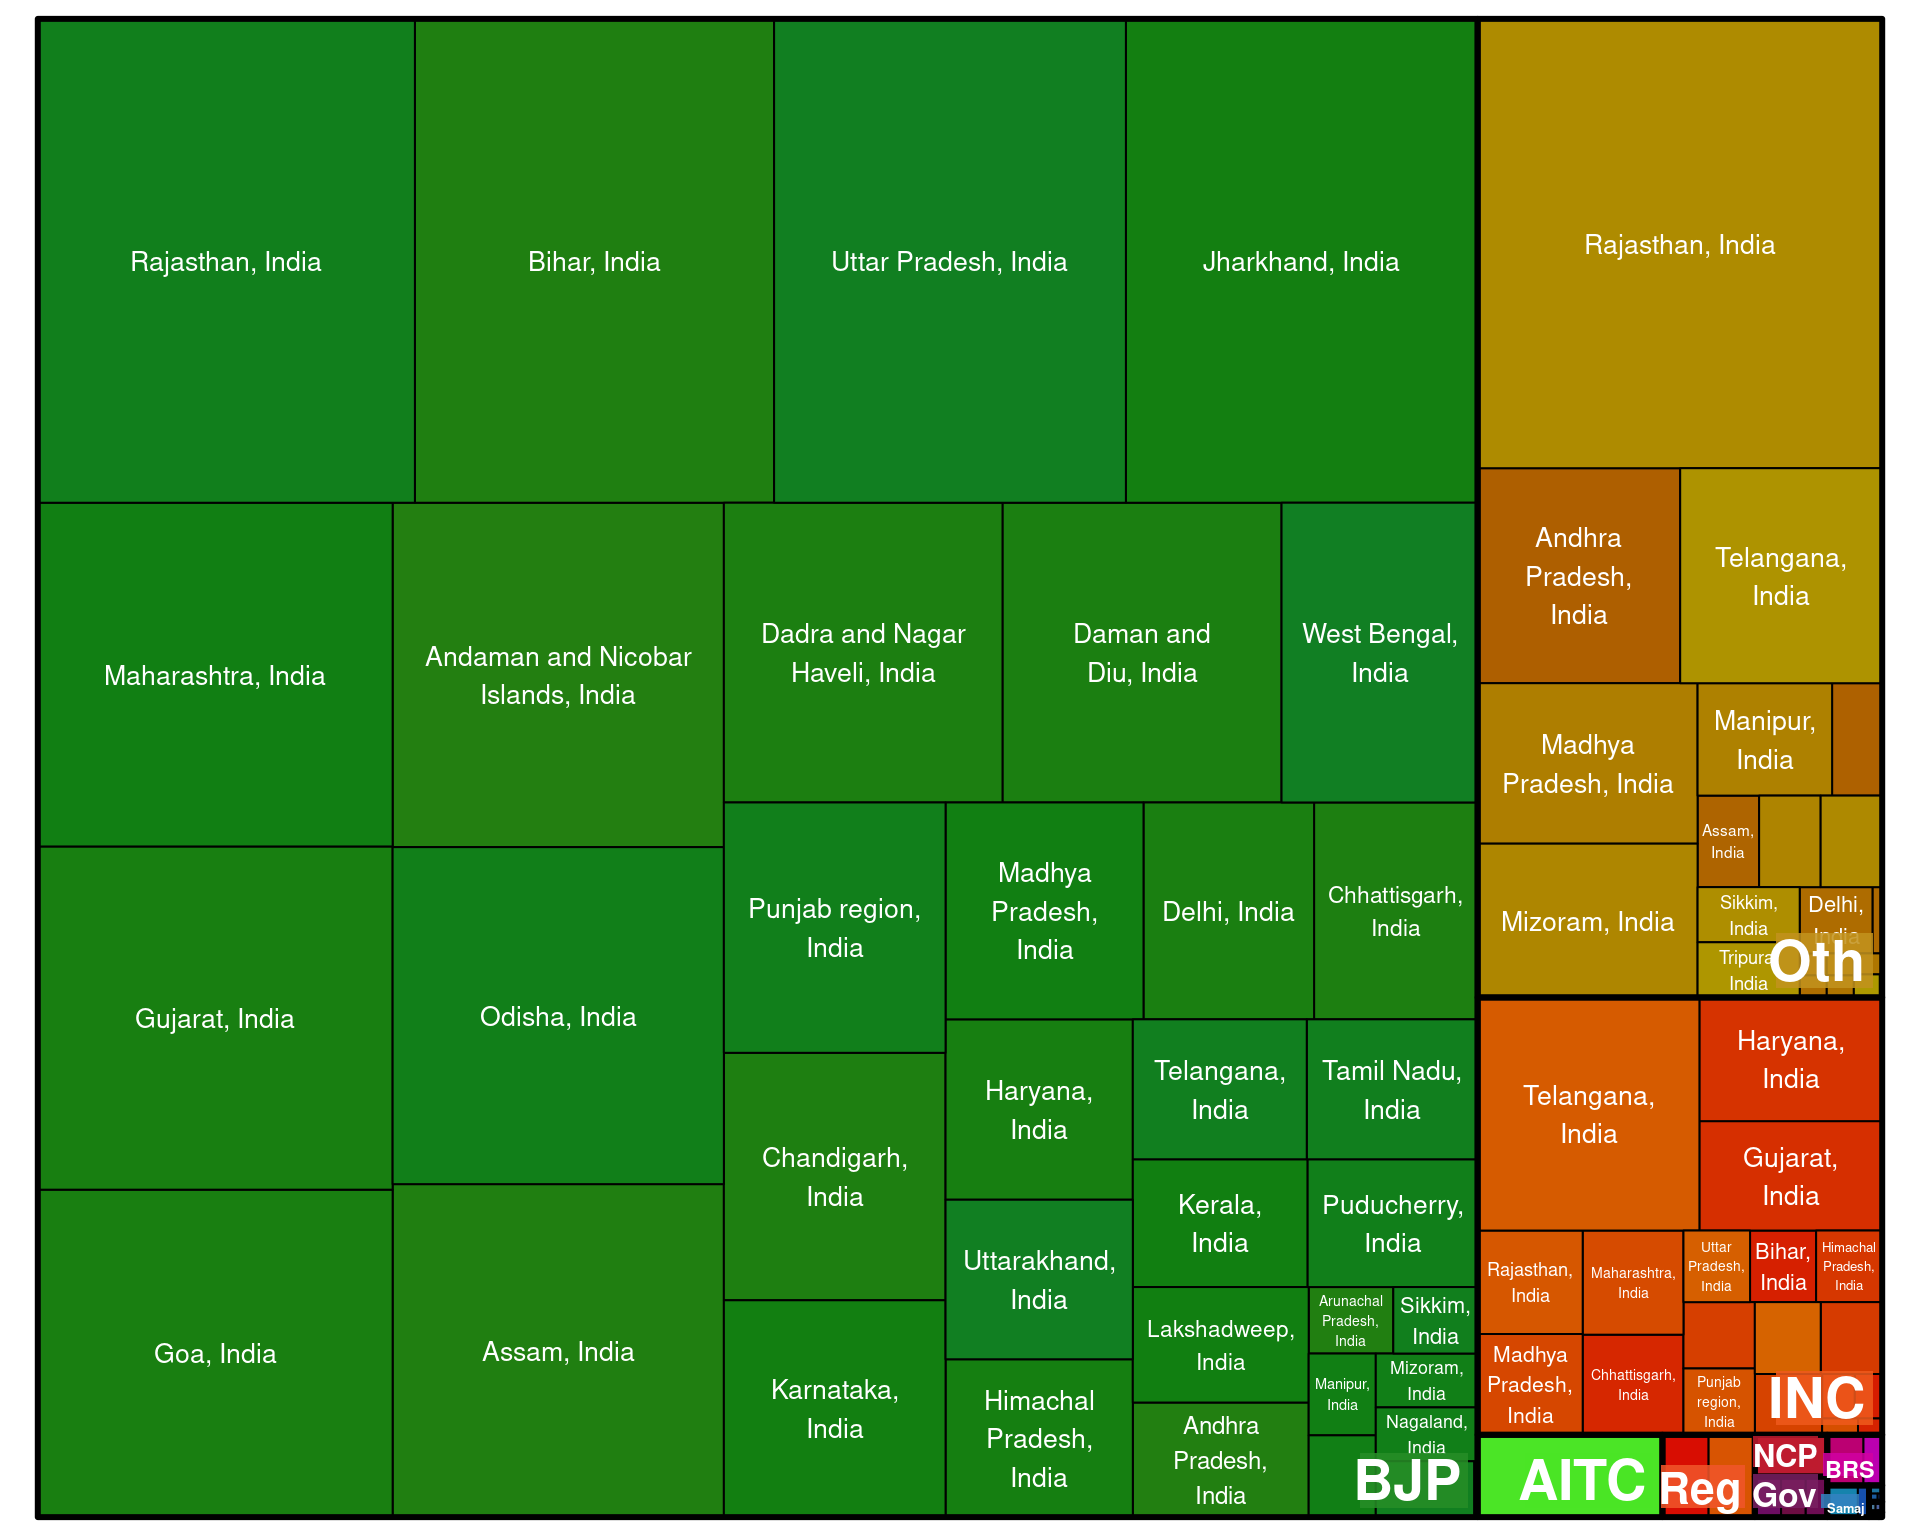 Rajasthan, India
Bihar, India
Uttar Pradesh, India
Jharkhand, India
Maharashtra, India
Andaman and Nicobar
Islands, India
Dadra and Nagar
Haveli, India
Daman and
Diu, India
West Bengal,
India
Gujarat, India
Odisha, India
Punjab region,
India
Madhya
Pradesh,
India
Delhi, India
Chhattisgarh,
India
Goa, India
Assam, India
Chandigarh,
India
Karnataka,
India
Haryana,
India
Uttarakhand,
India
Himachal
Pradesh,
India
Telangana,
India
Tamil Nadu,
India
Kerala,
India
Puducherry,
India
Lakshadweep,
India
Andhra
Pradesh,
India
Arunachal
Pradesh,
India
Sikkim,
India
Manipur,
India
Mizoram,
India
Nagaland,
India
BJP
Rajasthan, India
Andhra
Pradesh,
India
Telangana,
India
Madhya
Pradesh, India
Manipur,
India
Mizoram, India
Assam,
India
Sikkim,
India
Delhi,
India
Tripura
India
Oth
Telangana,
India
Haryana,
India
Gujarat,
India
Rajasthan,
India
Maharashtra,
India
Uttar
Pradesh,
India
Bihar,
India
Himachal
Pradesh,
India
Madhya
Pradesh,
India
Chhattisgarh,
India
Punjab
region,
India
INC
AITC
Reg
NCP
Gov
BRS
Samaj